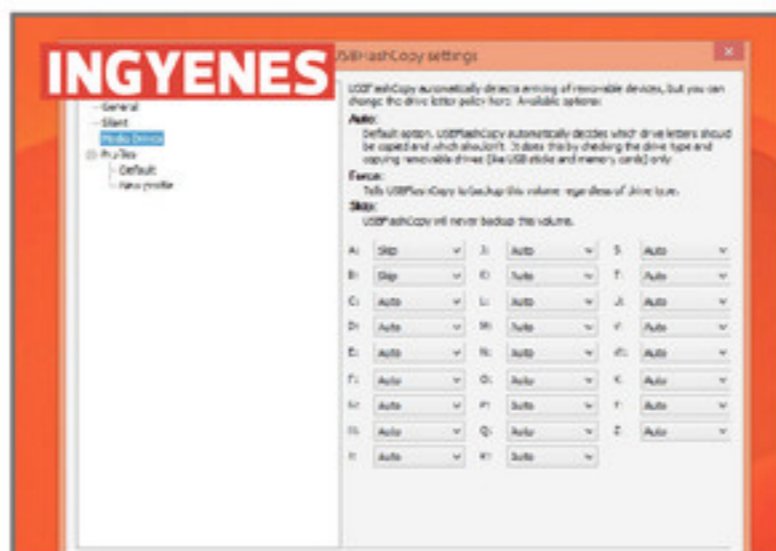 INGYENES
USBFlashCopy settings
General
Silent
Media Drives
Profiles
Default
New profile
USBFlashCopy automatically detects arriving of removable devices, but you can
change the drive letter policy here. Available options:
Auto:
Default option. USBFlashCopy automatically decides which drive letters should
be copied and which shouldn't. It does this by checking the drive type and
copying removable drives (like USB sticks and memory cards) only.
Force:
Tells USBFlashCopy to backup this volume regardless of drive type.
Skip:
USBFlashCopy will never backup this volume.
A: Skip J: Auto S: Auto
B: Skip K: Auto T: Auto
C: Auto L: Auto U: Auto
D: Auto M: Auto V: Auto
E: Auto N: Auto W: Auto
F: Auto O: Auto X: Auto
G: Auto P: Auto Y: Auto
H: Auto Q: Auto Z: Auto
I: Auto R: Auto